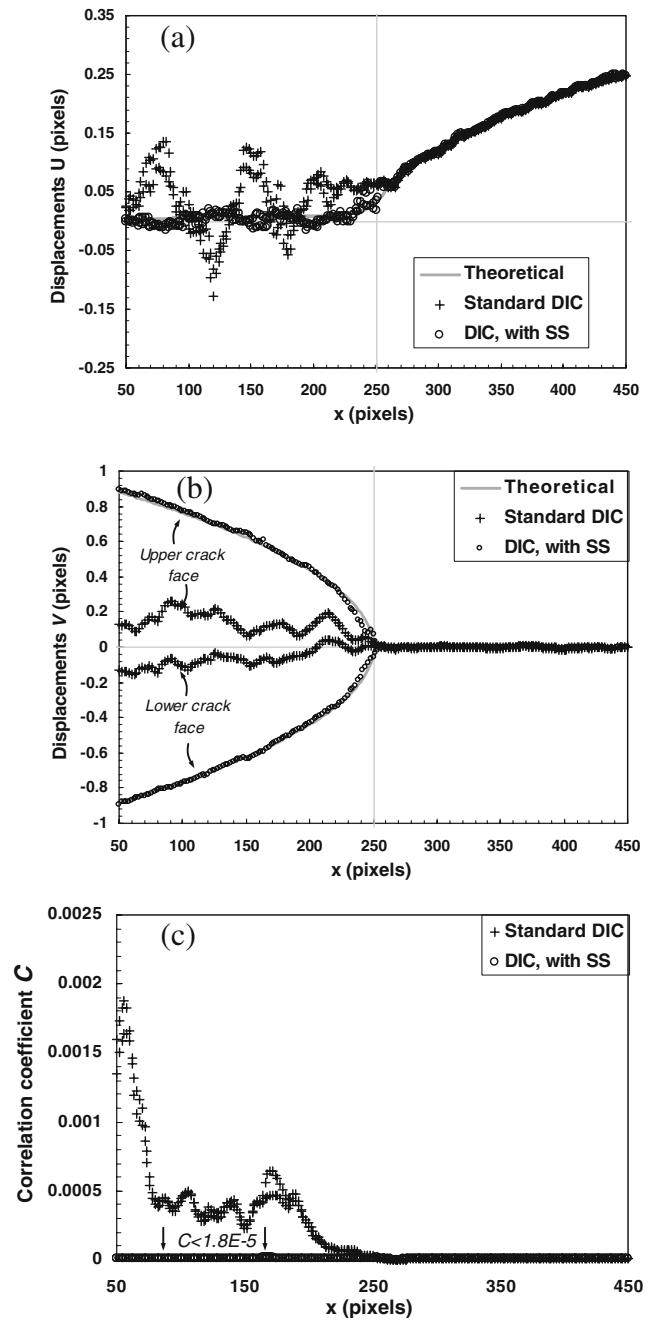 (a)
Displacements U (pixels)
0.25
0.15
0.05
-0.05
-0.15
-0.25
Theoretical
Standard DIC
DIC, with SS
50 100 150 200 250 300 350 400 450
x (pixels)
(b)
Displacements V (pixels)
1
0.8
0.6
0.4
0.2
0
-0.2
-0.4
-0.6
-0.8
-1
Theoretical
Standard DIC
DIC, with SS
Upper crack
face
Lower crack
face
50 100 150 200 250 300 350 400 450
x (pixels)
(c)
Correlation coefficient C
0.0025
0.002
0.0015
0.001
0.0005
0
Standard DIC
DIC, with SS
C<1.8E-5
50 100 150 200 250 300 350 400 450
x (pixels)